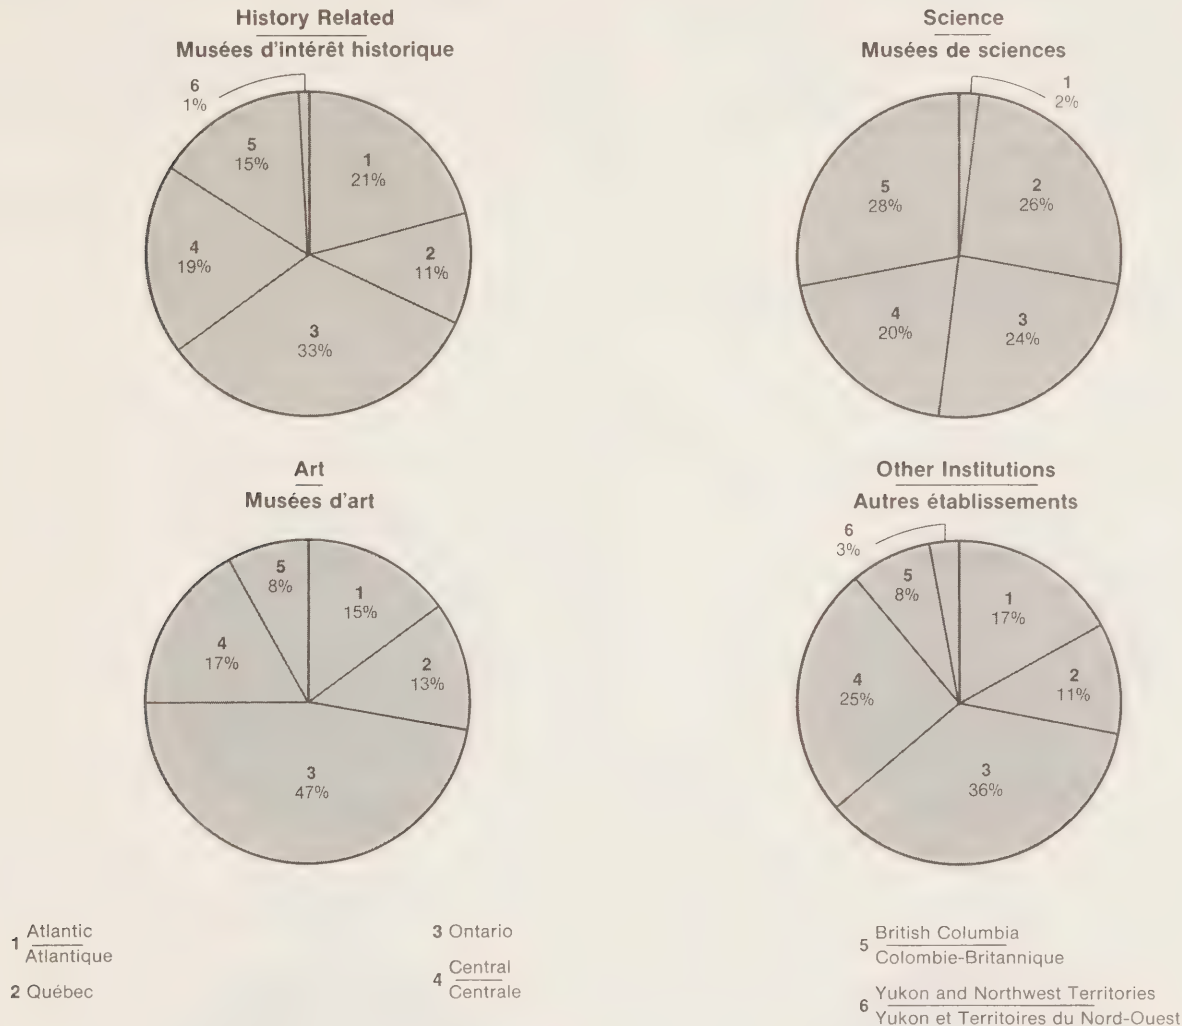 History Related
Musées d'intérêt historique
6
1%
5
15%
1
21%
4
19%
2
11%
3
33%
Science
Musées de sciences
1
2%
5
28%
2
26%
4
20%
3
24%
Art
Musées d'art
5
8%
1
15%
4
17%
2
13%
3
47%
Other Institutions
Autres établissements
6
3%
5
8%
1
17%
4
25%
2
11%
3
36%
1 Atlantic
Atlantique
2 Québec
3 Ontario
4 Central
Centrale
5 British Columbia
Colombie-Britannique
6 Yukon and Northwest Territories
Yukon et Territoires du Nord-Ouest